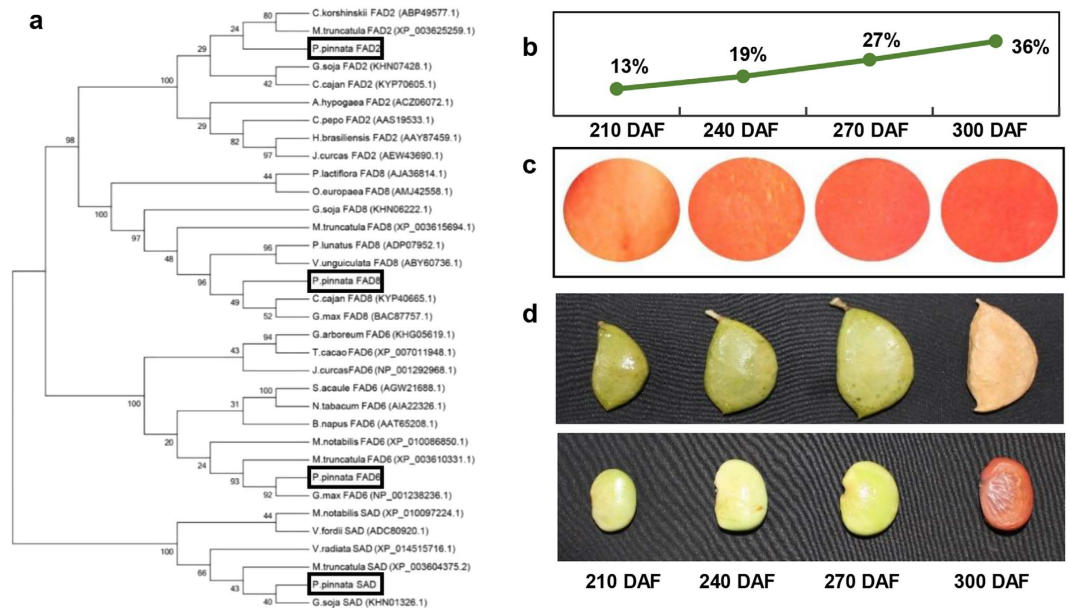 a
C.korshinskii FAD2 (ABP49577.1)
M.truncatula FAD2 (XP_003625259.1)
P.pinnata FAD2
G.soja FAD2 (KHN07428.1)
C.cajan FAD2 (KYP70605.1)
A.hypogaea FAD2 (ACZ06072.1)
C.pepo FAD2 (AAS19533.1)
H.brasiliensis FAD2 (AAY87459.1)
J.curcas FAD2 (AEW43690.1)
P.lactiflora FAD8 (AJA36814.1)
O.europaea FAD8 (AMJ42558.1)
G.soja FAD8 (KHN06222.1)
M.truncatula FAD8 (XP_003615694.1)
P.lunatus FAD8 (ADP07952.1)
V.unguiculata FAD8 (ABY60736.1)
P.pinnata FAD8
C.cajan FAD8 (KYP40665.1)
G.max FAD8 (BAC87757.1)
G.arboreum FAD6 (KHG05619.1)
T.cacao FAD6 (XP_007011948.1)
J.curcasFAD6 (NP_001292968.1)
S.acaule FAD6 (AGW21688.1)
N.tabacum FAD6 (AIA22326.1)
B.napus FAD6 (AAT65208.1)
M.notabilis FAD6 (XP_010086850.1)
M.truncatula FAD6 (XP_003610331.1)
P.pinnata FAD6
G.max FAD6 (NP_001238236.1)
M.notabilis SAD (XP_010097224.1)
V.fordii SAD (ADC80920.1)
V.radiata SAD (XP_014515716.1)
M.truncatula SAD (XP_003604375.2)
P.pinnata SAD
G.soja SAD (KHN01326.1)
80
24
29
42
100
29
82
97
98
44
100
97
96
48
96
49
52
94
43
100
100
31
20
24
93
92
44
100
66
43
40
b
13% 19% 27% 36%
210 DAF 240 DAF 270 DAF 300 DAF
c
d
210 DAF 240 DAF 270 DAF 300 DAF